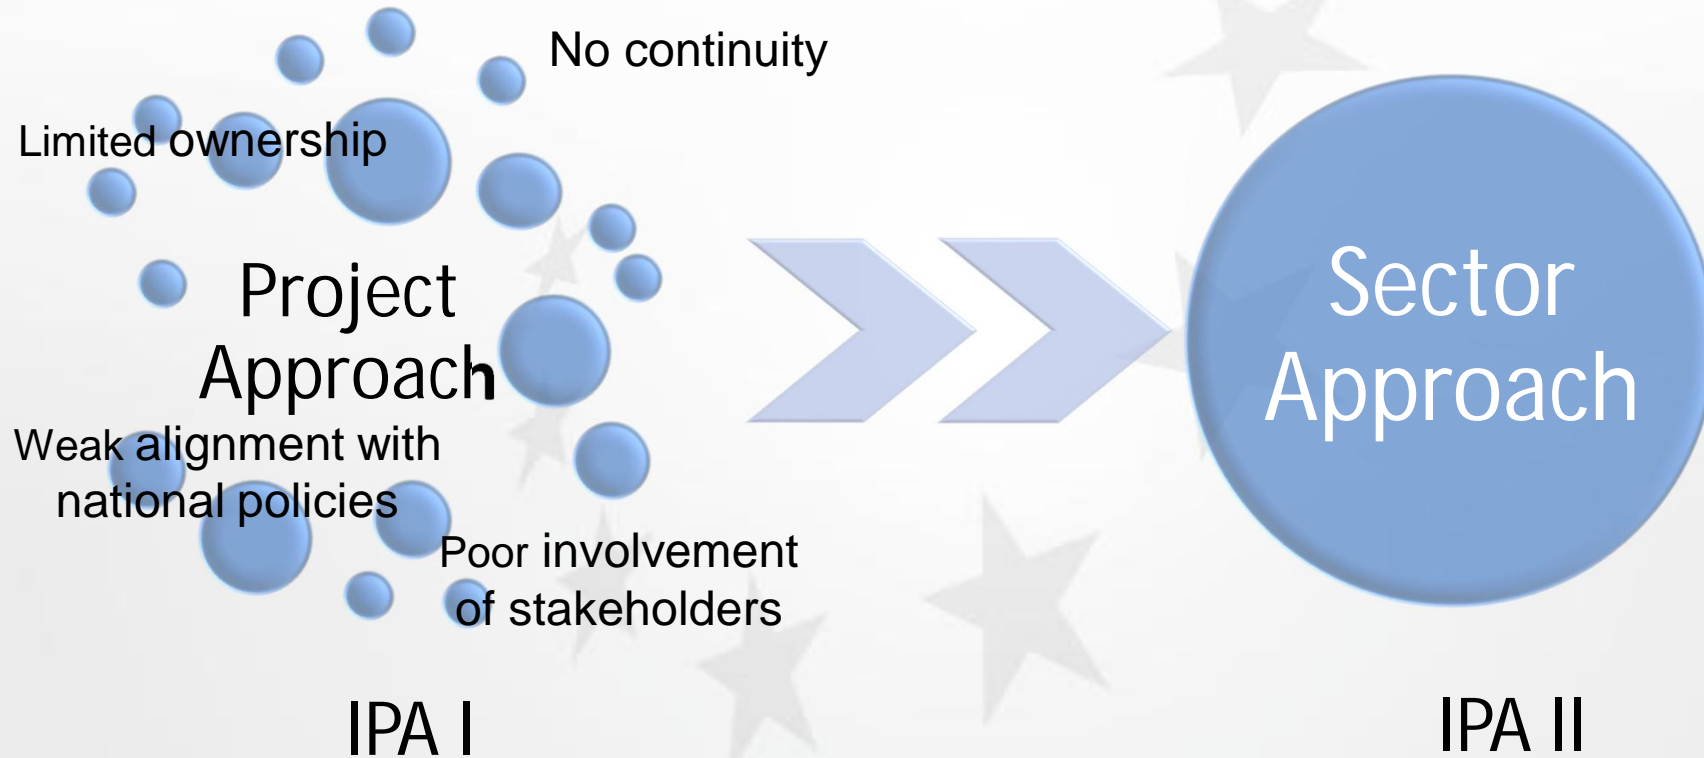 No continuity
Limited ownership
Project
Approach
Weak alignment with
national policies
Poor involvement
of stakeholders
IPA I
Sector
Approach
IPA II